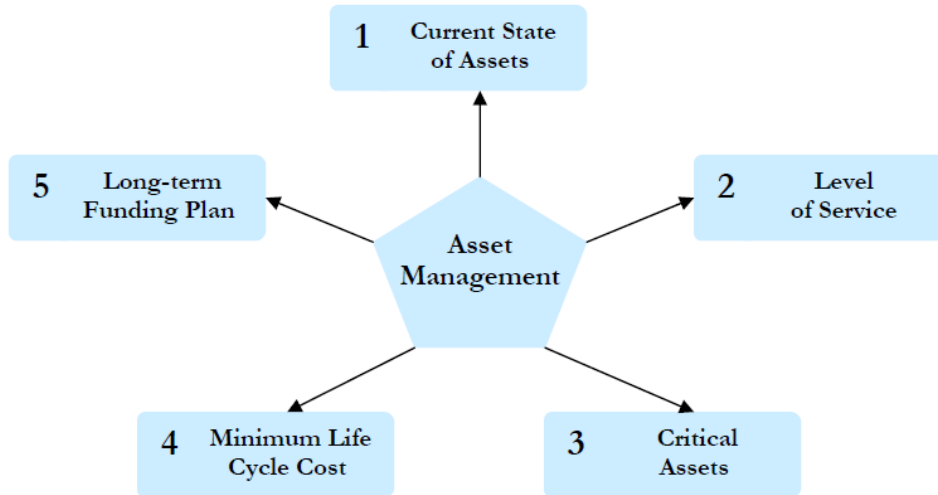 1
Current State
of Assets
5
Long-term
Funding Plan
2
Level
of Service
Asset
Management
4
Minimum Life
Cycle Cost
3
Critical
Assets